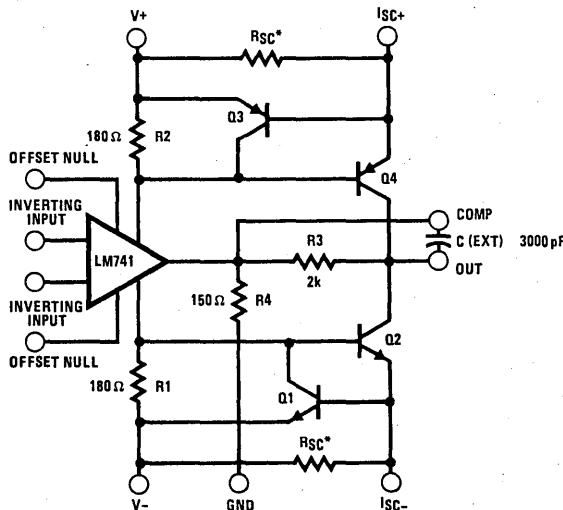 V+
RSC*
ISC+
Q3
180Ω R2
OFFSET NULL
Q4
INVERTING
INPUT
COMP
C (EXT) 3000 pF
LM741
R3
OUT
2k
INVERTING
INPUT
150Ω R4
OFFSET NULL
Q2
180Ω R1
Q1
RSC*
V−
GND
ISC−